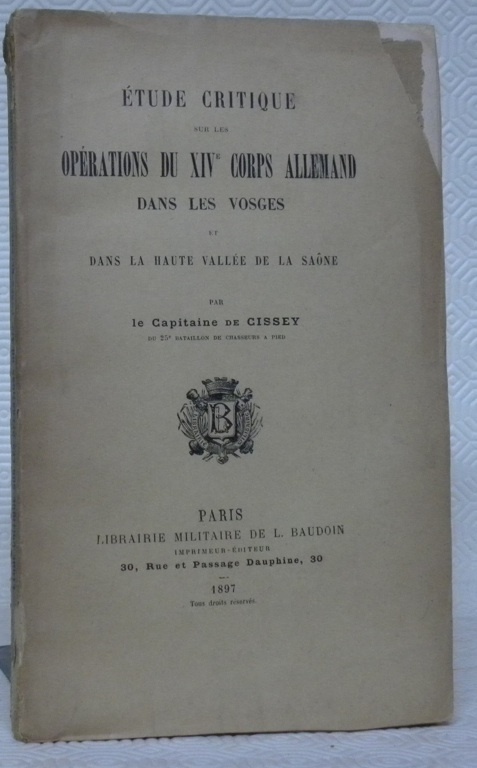 ÉTUDE CRITIQUE
SUR LES
OPÉRATIONS DU XIVᵉ CORPS ALLEMAND
DANS LES VOSGES
ET
DANS LA HAUTE VALLÉE DE LA SAÔNE
PAR
le Capitaine DE CISSEY
DU 25ᵉ BATAILLON DE CHASSEURS A PIED
LB
PARIS
LIBRAIRIE MILITAIRE DE L. BAUDOIN
IMPRIMEUR-ÉDITEUR
30, Rue et Passage Dauphine, 30
1897
Tous droits réservés.